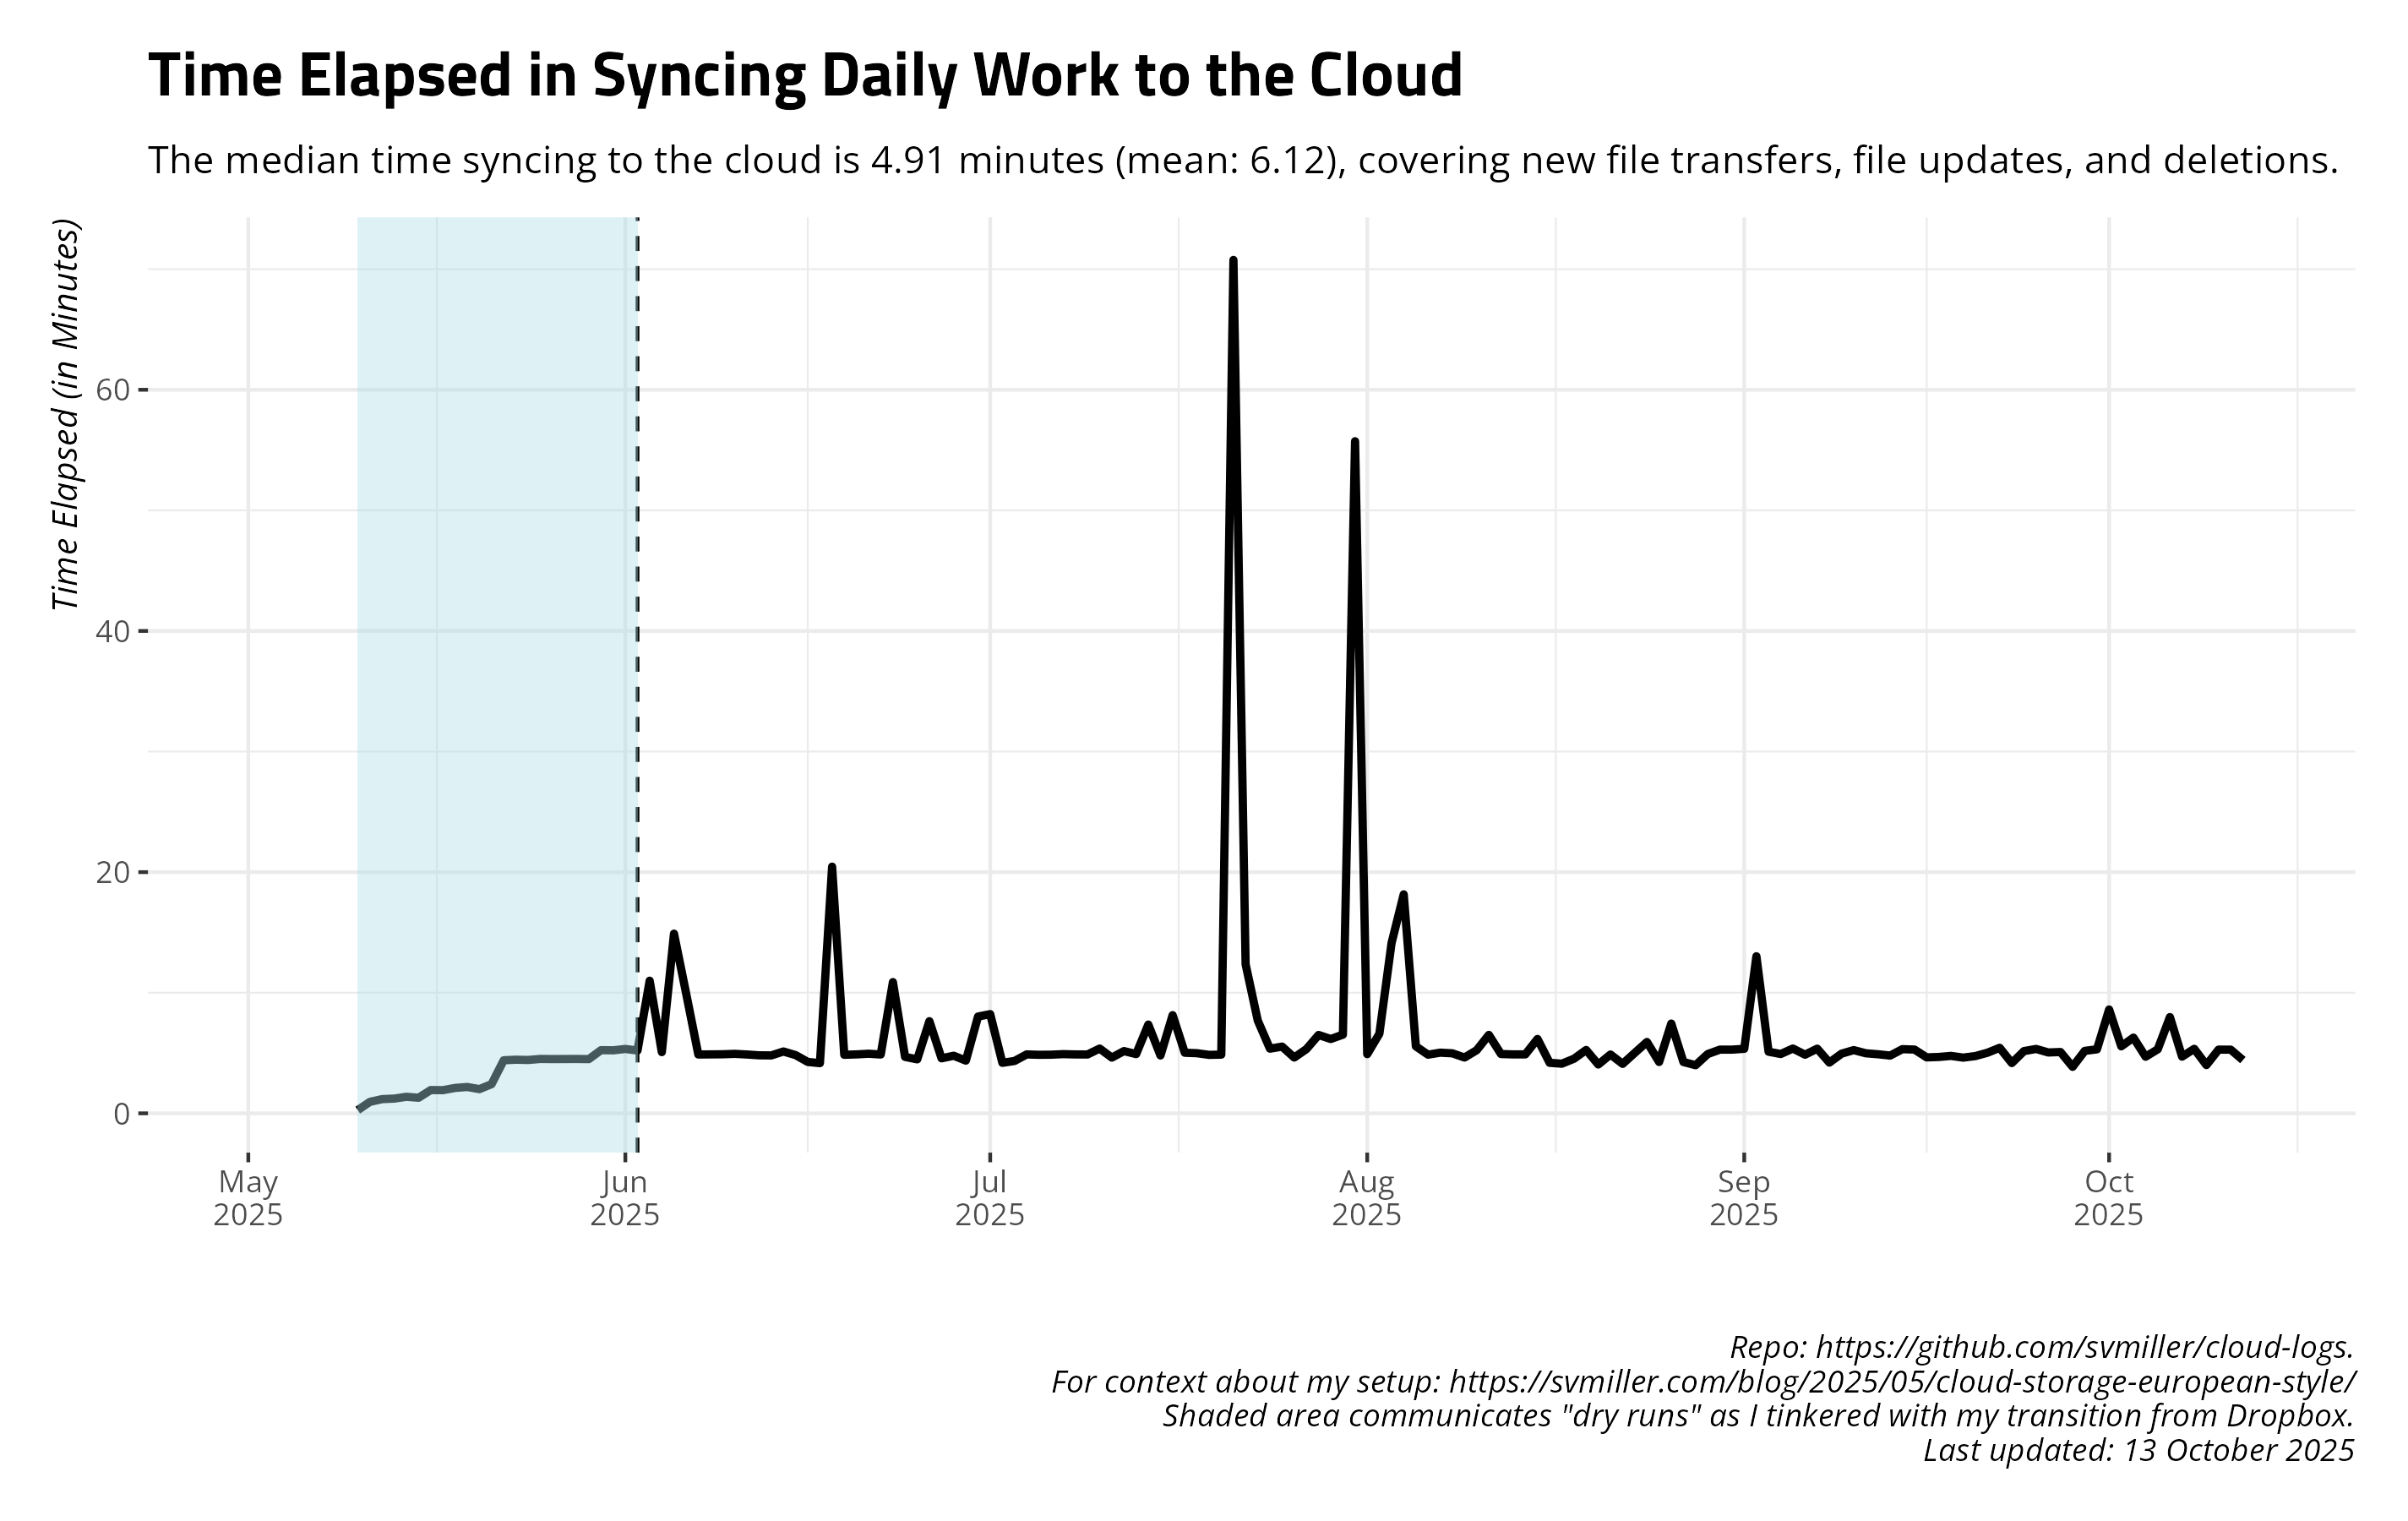 Time Elapsed in Syncing Daily Work to the Cloud
The median time syncing to the cloud is 4.91 minutes (mean: 6.12), covering new file transfers, file updates, and deletions.
Time Elapsed (in Minutes)
60
40
20
0
May
2025
Jun
2025
Jul
2025
Aug
2025
Sep
2025
Oct
2025
Repo: https://github.com/svmiller/cloud-logs.
For context about my setup: https://svmiller.com/blog/2025/05/cloud-storage-european-style/
Shaded area communicates "dry runs" as I tinkered with my transition from Dropbox.
Last updated: 13 October 2025